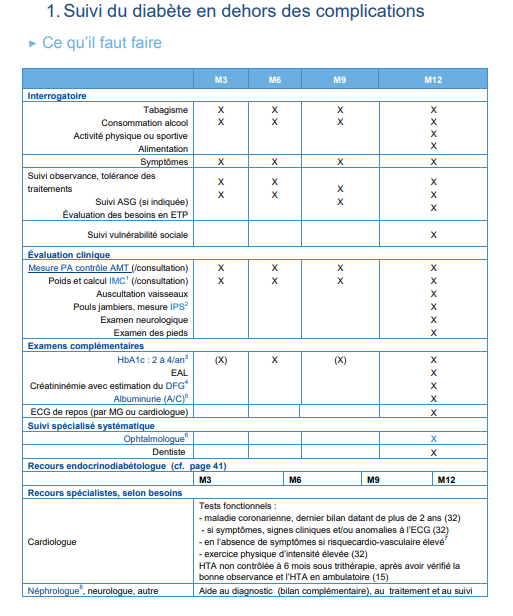 1. Suivi du diabète en dehors des complications
► Ce qu'il faut faire
M3 M6 M9 M12
Interrogatoire
Tabagisme X X X X
Consommation alcool X X X X
Activité physique ou sportive X
Alimentation X
Symptômes X X X X
Suivi observance, tolérance des
traitements X X X X
Suivi ASG (si indiquée) X X X X
Évaluation des besoins en ETP X
Suivi vulnérabilité sociale X
Évaluation clinique
Mesure PA contrôle AMT (/consultation) X X X X
Poids et calcul IMC1 (/consultation) X X X X
Auscultation vaisseaux X
Pouls jambiers, mesure IPS2 X
Examen neurologique X
Examen des pieds X
Examens complémentaires
HbA1c : 2 à 4/an3 (X) X (X) X
EAL X
Créatininémie avec estimation du DFG4 X
Albuminurie (A/C)5 X
ECG de repos (par MG ou cardiologue) X
Suivi spécialisé systématique
Ophtalmologue6 X
Dentiste X
Recours endocrinodiabétologue (cf. page 41)
M3 M6 M9 M12
Recours spécialistes, selon besoins
Cardiologue
Tests fonctionnels :
- maladie coronarienne, dernier bilan datant de plus de 2 ans (32)
- si symptômes, signes cliniques et/ou anomalies à l'ECG (32)
- en l'absence de symptômes si risquecardio-vasculaire élevé7
- exercice physique d'intensité élevée (32)
HTA non contrôlée à 6 mois sous trithérapie, après avoir vérifié la
bonne observance et l'HTA en ambulatoire (15)
Néphrologue8, neurologue, autre Aide au diagnostic (bilan complémentaire), au traitement et au suivi